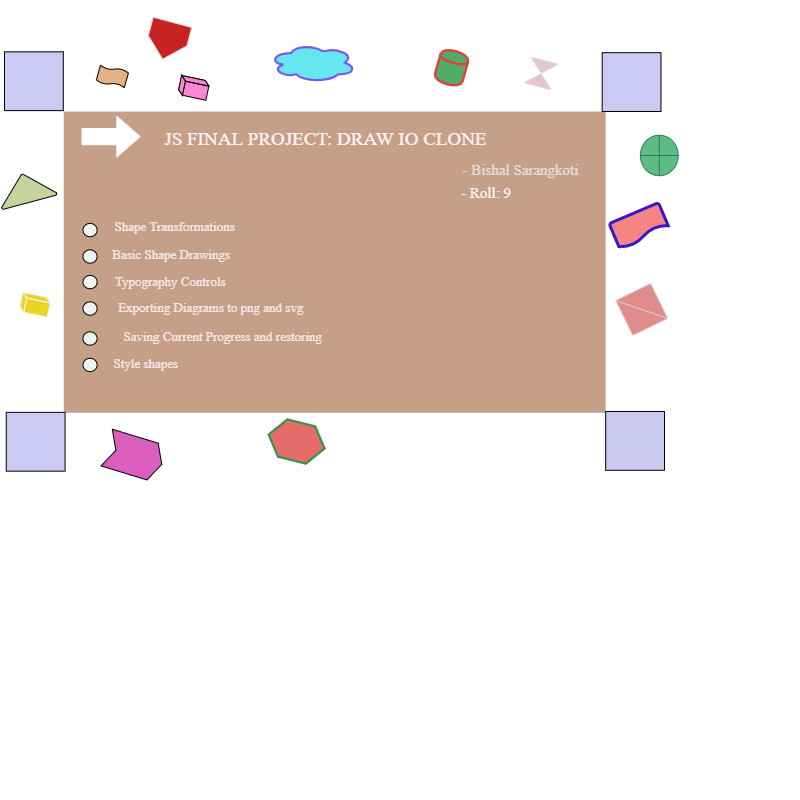 JS FINAL PROJECT: DRAW IO CLONE
- Bishal Sarangkoti
- Roll: 9
Shape Transformations
Basic Shape Drawings
Typography Controls
Exporting Diagrams to png and svg
Saving Current Progress and restoring
Style shapes